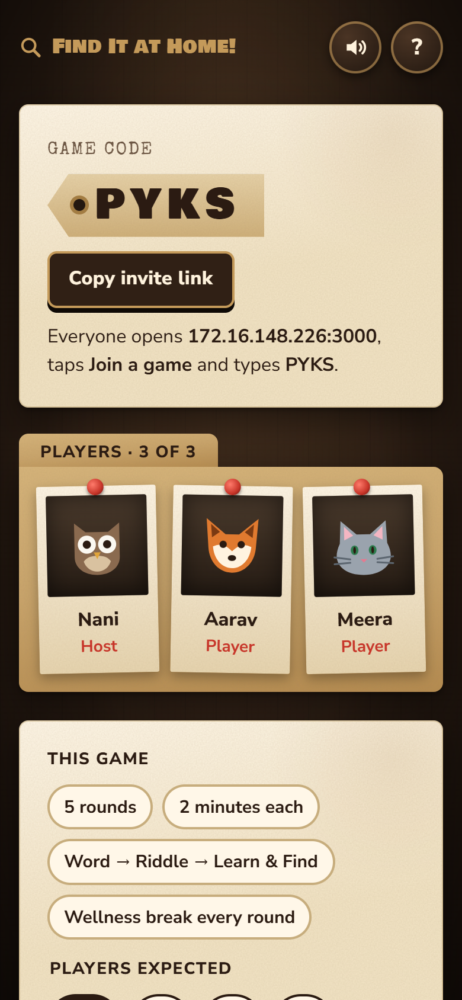 Find It at Home!
?
GAME CODE
PYKS
Copy invite link
Everyone opens 172.16.148.226:3000,
taps Join a game and types PYKS.
PLAYERS · 3 OF 3
Nani
Host
Aarav
Player
Meera
Player
THIS GAME
5 rounds
2 minutes each
Word → Riddle → Learn & Find
Wellness break every round
PLAYERS EXPECTED